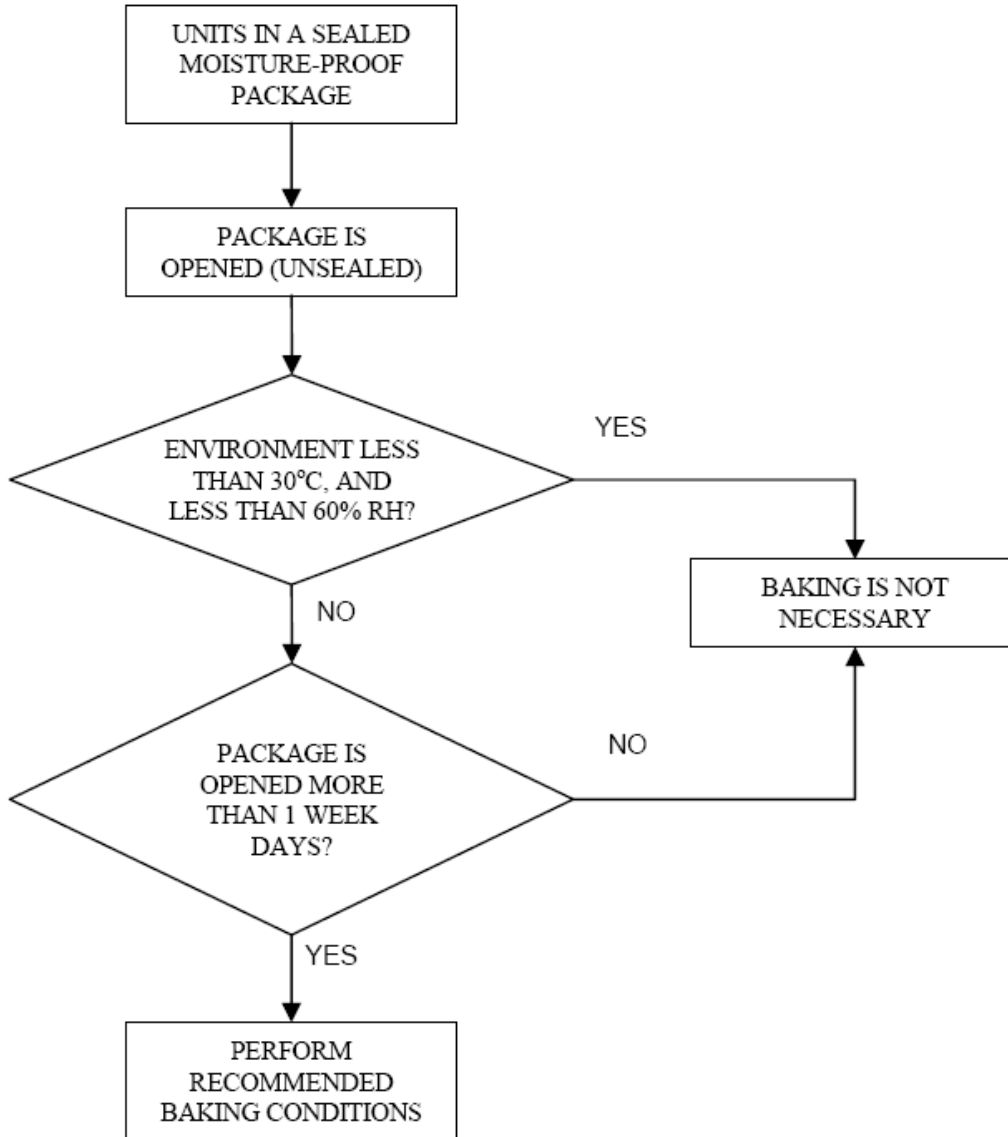 UNITS IN A SEALED
MOISTURE-PROOF
PACKAGE
PACKAGE IS
OPENED (UNSEALED)
ENVIRONMENT LESS
THAN 30°C, AND
LESS THAN 60% RH?
YES
BAKING IS NOT
NECESSARY
NO
PACKAGE IS
OPENED MORE
THAN 1 WEEK
DAYS?
NO
YES
PERFORM
RECOMMENDED
BAKING CONDITIONS